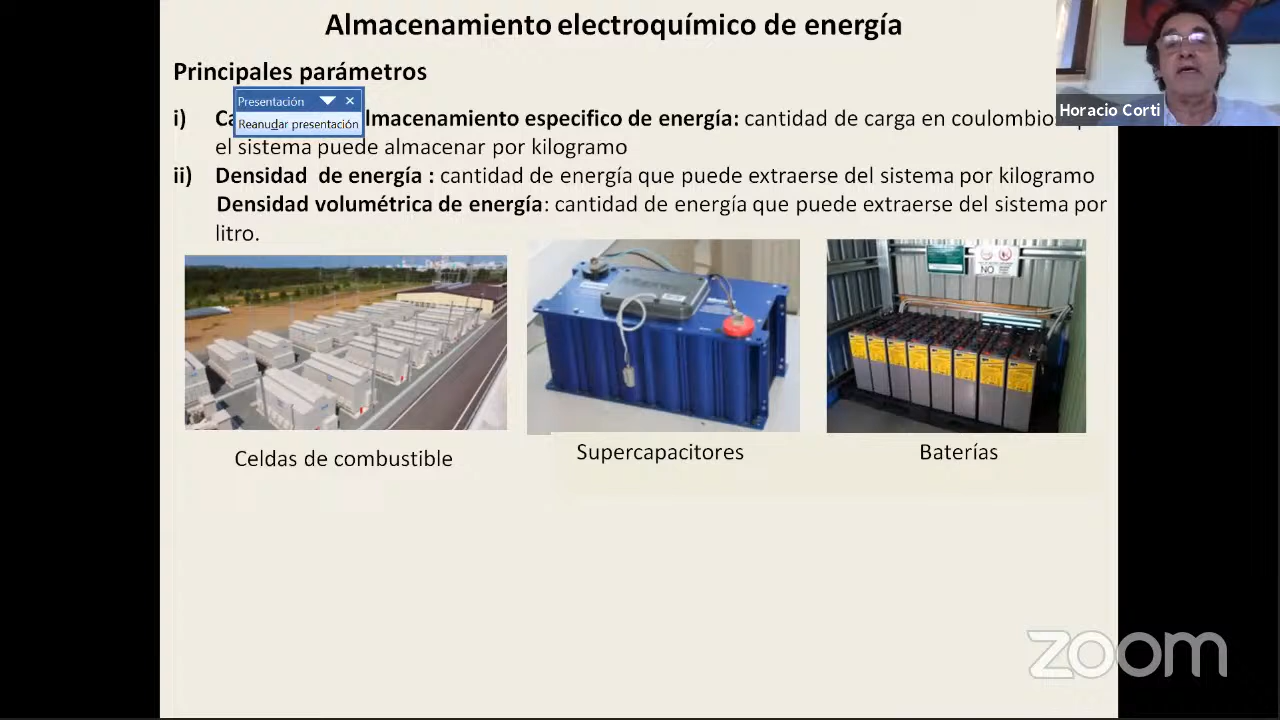 Almacenamiento electroquímico de energía
Principales parámetros
Presentación
Reanudar presentación
Horacio Corti
i) lmacenamiento especifico de energía: cantidad de carga en coulombio
el sistema puede almacenar por kilogramo
ii) Densidad de energía : cantidad de energía que puede extraerse del sistema por kilogramo
Densidad volumétrica de energía: cantidad de energía que puede extraerse del sistema por
litro.
NO
Celdas de combustible
Supercapacitores
Baterías
zoom